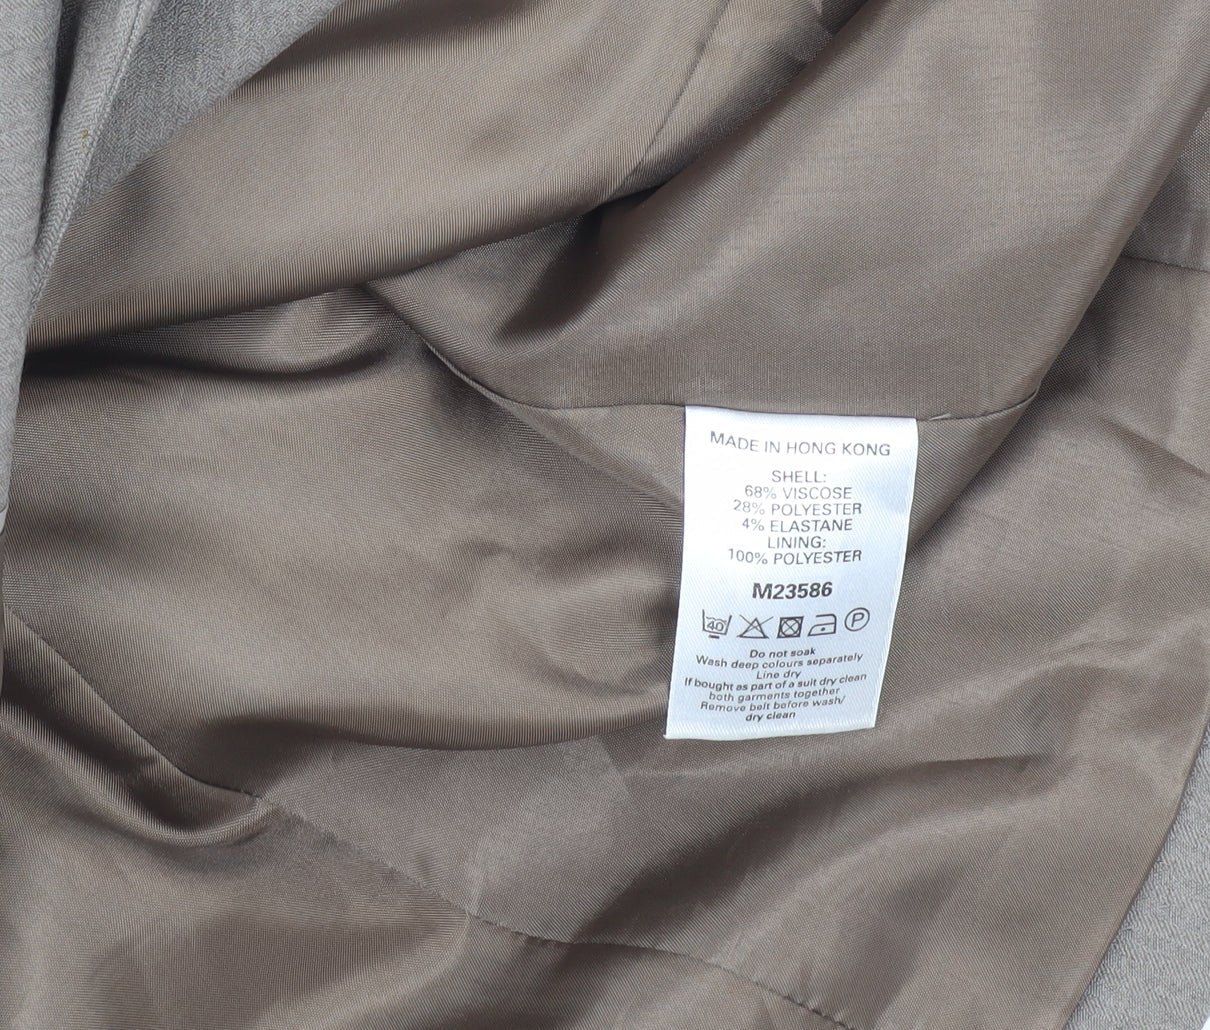 MADE IN HONG KONG
SHELL:
68% VISCOSE
28% POLYESTER
4% ELASTANE
LINING:
100% POLYESTER
M23586
40 P
Do not soak
Wash deep colours separately
Line dry
If bought as part of a suit dry clean
both garments together
Remove belt before wash/
dry clean